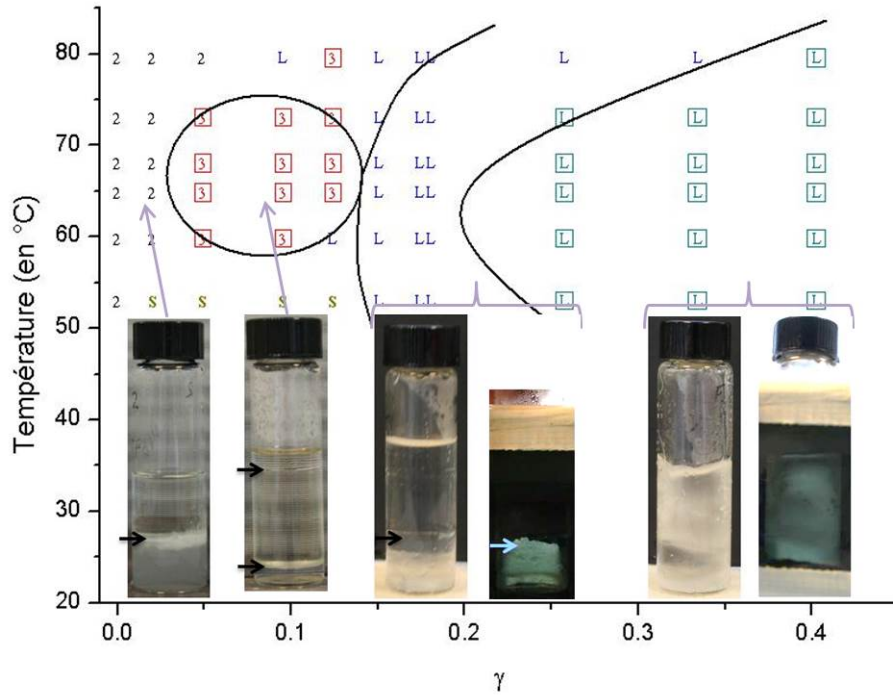 80
2 2 2 L 3 L LL L L L
2 2 3 3 3 L LL L L L
70
2 2 3 3 3 L LL L L L
2 2 3 3 3 L LL L L L
60
2 2 3 3 L L LL L L L
2 S S S S L LL L L L
50
40
30
20
Température (en °C)
0.0 0.1 0.2 0.3 0.4
γ